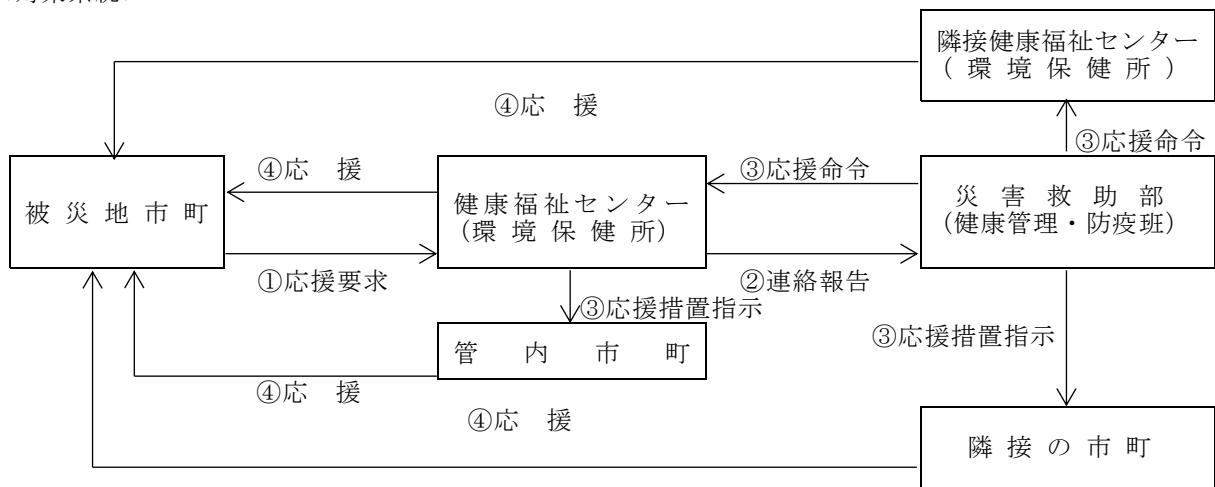 隣接健康福祉センター
(環境保健所)
④応 援
③応援命令
④応 援
③応援命令
被災地市町
健康福祉センター
(環境保健所)
災害救助部
(健康管理・防疫班)
①応援要求
②連絡報告
③応援措置指示
③応援措置指示
管内市町
④応 援
④応 援
隣接の市町